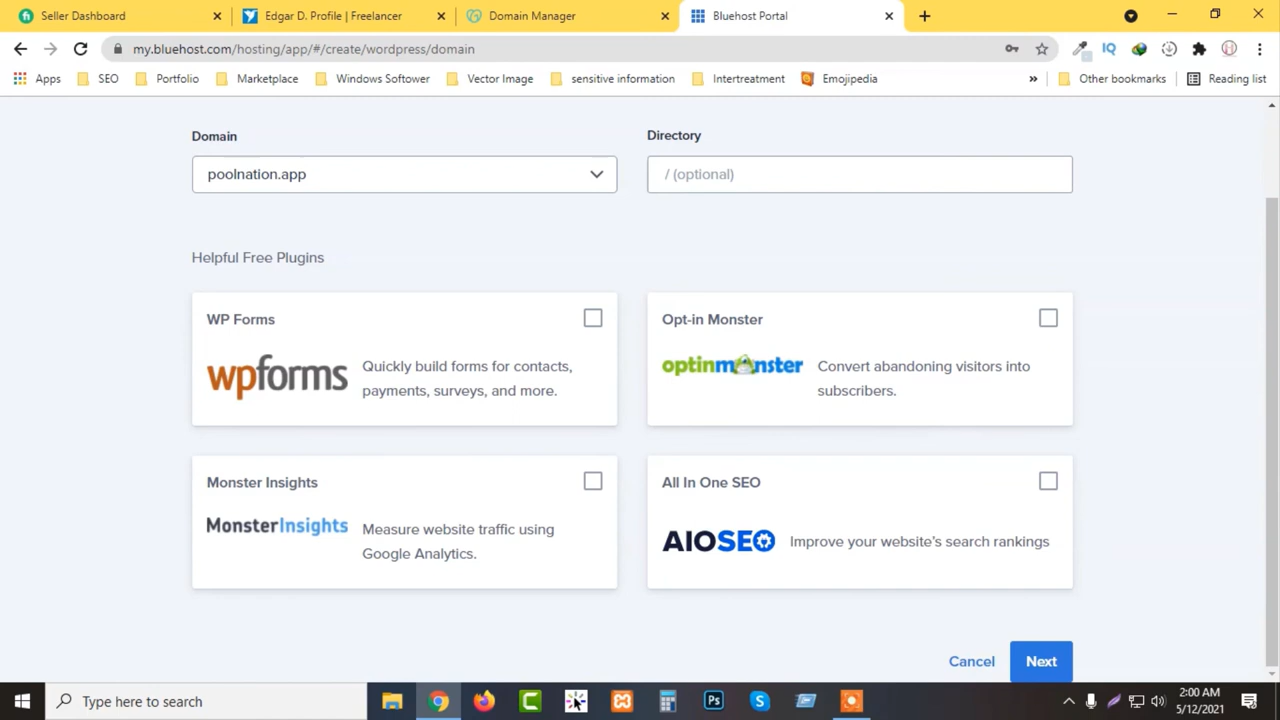 Seller Dashboard
Edgar D. Profile | Freelancer
Domain Manager
Bluehost Portal
my.bluehost.com/hosting/app/#/create/wordpress/domain
IQ
Apps
SEO
Portfolio
Marketplace
Windows Softower
Vector Image
sensitive information
Intertreatment
Emojipedia
»
Other bookmarks
Reading list
Domain
Directory
poolnation.app
/ (optional)
Helpful Free Plugins
WP Forms
wpforms
Quickly build forms for contacts,
payments, surveys, and more.
Opt-in Monster
optinmonster
Convert abandoning visitors into
subscribers.
Monster Insights
MonsterInsights
Measure website traffic using
Google Analytics.
All In One SEO
AIOSEO
Improve your website's search rankings
Cancel
Next
Type here to search
Ps
2:00 AM
5/12/2021